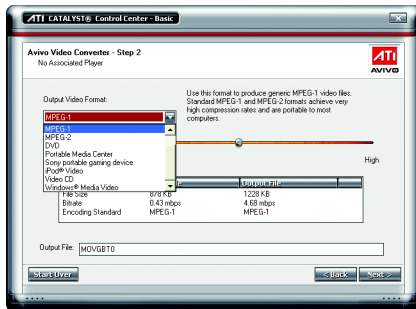 ATI CATALYST® Control Center - Basic
Avivo Video Converter - Step 2
No Associated Player
ATI
AVIVO
Output Video Format:
Use this format to produce generic MPEG-1 video files.
Standard MPEG-1 and MPEG-2 formats achieve very
high compression rates and are portable to most
computers.
MPEG-1
MPEG-1
MPEG-2
DVD
Portable Media Center
Sony portable gaming device
iPod® Video
Video CD
Windows® Media Video
High
Output File
File Size 878 KB 1228 KB
Bitrate 0.43 mbps 4.68 mbps
Encoding Standard MPEG-1 MPEG-1
Output File: MOVGBT0
Start Over
< Back
Next >